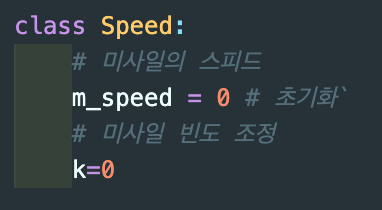 class Speed:
    # 미사일의 스피드
    m_speed = 0 # 초기화`
    # 미사일 빈도 조정
    k=0